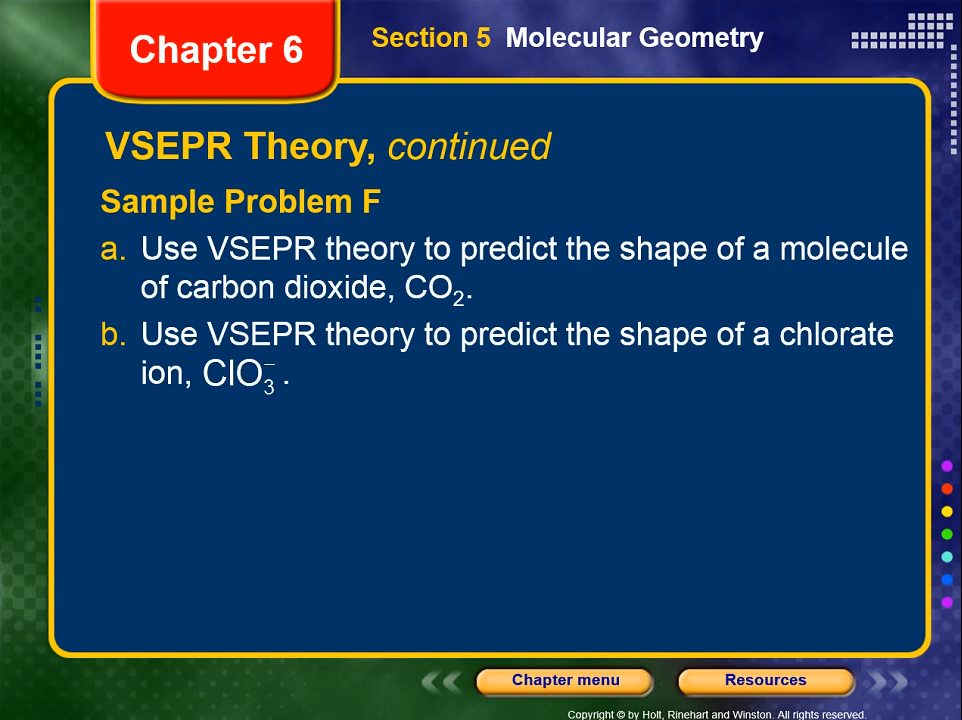 Chapter 6
Section 5 Molecular Geometry
VSEPR Theory, continued
Sample Problem F
a. Use VSEPR theory to predict the shape of a molecule
of carbon dioxide, CO₂.
b. Use VSEPR theory to predict the shape of a chlorate
ion, ClO₃⁻ .
Chapter menu
Resources
Copyright © by Holt, Rinehart and Winston. All rights reserved.